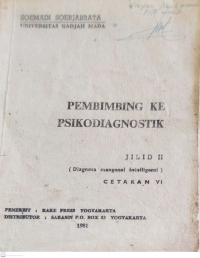 SOEMADI SOERJABRATA
UNIVERSITAS GADJAH MADA
PEMBIMBING KE
PSIKODIAGNOSTIK
JILID II
( Diagnosa mengenai Intelligensi )
CETAKAN VI
PENERBIT : RAKE PRESS YOGYAKARTA
DISTRIBUTOR : SARASIN P.O. BOX 83 YOGYAKARTA
1982